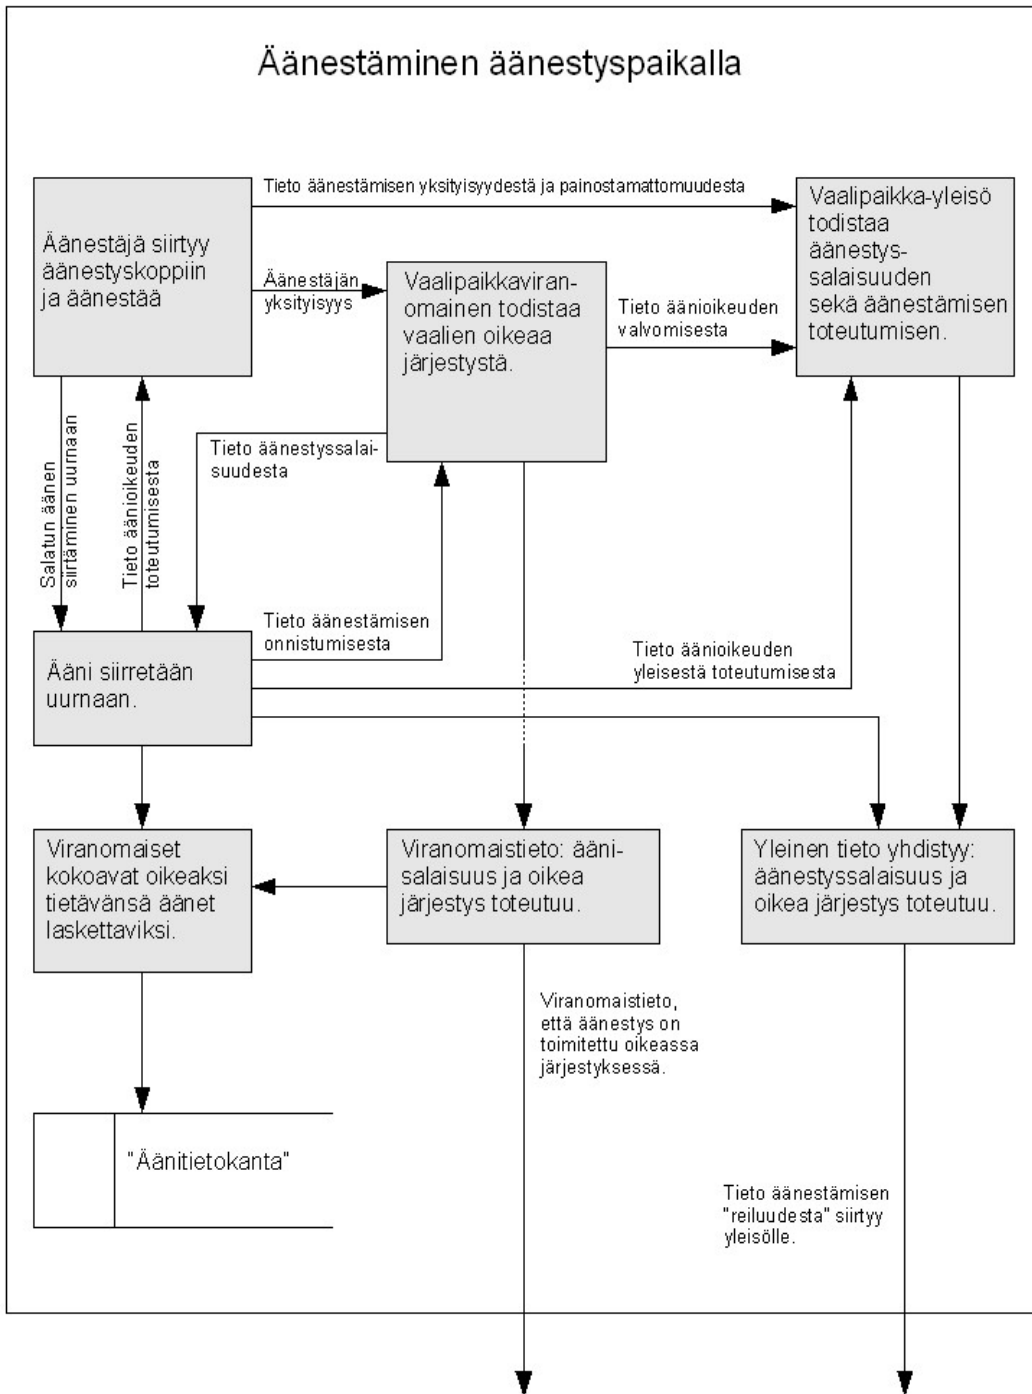 Äänestäminen äänestyspaikalla
Tieto äänestämisen yksityisyydestä ja painostamattomuudesta
Äänestäjä siirtyy
äänestyskoppiin
ja äänestää
Äänestäjän
yksityisyys
Vaalipaikkaviran-
omainen todistaa
vaalien oikeaa
järjestystä.
Tieto äänioikeuden
valvomisesta
Vaalipaikka-yleisö
todistaa
äänestys-
salaisuuden
sekä äänestämisen
toteutumisen.
Salatun äänen
siirtäminen uurnaan
Tieto äänioikeuden
toteutumisesta
Tieto äänestyssalai-
suudesta
Tieto äänestämisen
onnistumisesta
Tieto äänioikeuden
yleisestä toteutumisesta
Ääni siirretään
uurnaan.
Viranomaiset
kokoavat oikeaksi
tietävänsä äänet
laskettaviksi.
Viranomaistieto: ääni-
salaisuus ja oikea
järjestys toteutuu.
Yleinen tieto yhdistyy:
äänestyssalaisuus ja
oikea järjestys toteutuu.
Viranomaistieto,
että äänestys on
toimitettu oikeassa
järjestyksessä.
"Äänitietokanta"
Tieto äänestämisen
"reiluudesta" siirtyy
yleisölle.